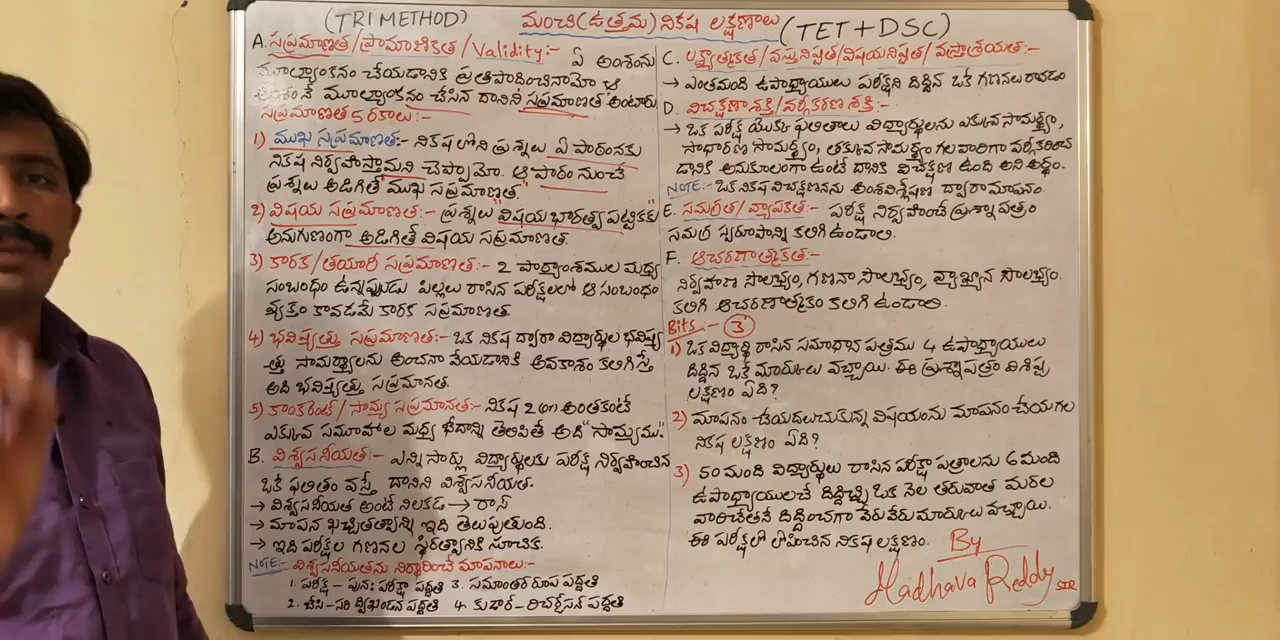 (TRI METHOD) మంచి(ఉత్తమ)నికష లక్షణాలు (TET+DSC)
A. సప్రమాణత/ప్రామాణికత/Validity:- ఏ అంశంను
మూల్యాంకనం చేయడానికి ప్రతిపాదించినామో ఆ
అంశంనే మూల్యాంకనం చేసిన దానిని సప్రమాణత అంటారు
సప్రమాణత 5 రకాలు:-
1) ముఖ సప్రమాణత:- నికషలోని ప్రశ్నలు ఏ పాఠంనకు
నికష నిర్వహిస్తామని చెప్పామో. ఆ పాఠం నుంచే
ప్రశ్నలు అడిగితే ముఖ సప్రమాణత.
2) విషయ సప్రమాణత:- ప్రశ్నలు "విషయభారత్వ పట్టికకు"
అనుగుణంగా అడిగితే విషయ సప్రమాణత.
3) కారక/తయారీ సప్రమాణత:- 2 పాఠ్యాంశముల మధ్య
సంబంధం ఉన్నప్పుడు పిల్లలు రాసిన పరీక్షలలో ఆ సంబంధం
వ్యక్తం కావడమే కారక సప్రమాణత.
4) భవిష్యత్తు సప్రమాణత:- ఒక నికష ద్వారా విద్యార్థుల భవిష్య
-త్తు సామర్థ్యాలను అంచనా వేయడానికి అవకాశం కలిగిస్తే
అది భవిష్యత్తు సప్రమానత.
5) కాంకరెంట్/సామ్య సప్రమానత:- నికష 2 లేదా అంతకంటే
ఎక్కువ సమూహాల మధ్య భేదాన్ని తెలిపితే అది "సామ్యము".
B. విశ్వసనీయత:- ఎన్ని సార్లు విద్యార్థులకు పరీక్ష నిర్వహించిన
ఒకే ఫలితం వస్తే దానిని విశ్వసనీయత.
→ విశ్వసనీయత అంటే నిలకడ → రాస్
→ మాపన ఖచ్చితత్వాన్ని ఇది తెలుపుతుంది.
→ ఇది పరీక్షల గణనల స్థిరత్వానికి సూచిక.
NOTE:- విశ్వసనీయతను నిర్ధారించే మాపనాలు:-
1. పరీక్ష - పునః పరీక్షా పద్ధతి 3. సమాంతర రూప పద్ధతి
2. బేసి-సరి ద్విఖండన పద్ధతి 4. కుడార్-రిచర్డ్సన్ పద్ధతి
C. లక్ష్యాత్మకత/వస్తునిష్ఠత/విషయనిష్ఠత/వస్త్వాశ్రయత:-
→ ఎంతమంది ఉపాధ్యాయులు పరీక్షని దిద్దిన ఒకే గణనలు రావడం
D. విచక్షణాశక్తి/వర్గీకరణ శక్తి:-
→ ఒక పరీక్ష యొక్క ఫలితాలు విద్యార్థులను ఎక్కువ సామర్థ్యం,
సాధారణ సామర్థ్యం, తక్కువ సామర్థ్యం గల వారిగా వర్గీకరించ
డానికి అనుకూలంగా ఉంటే దానికి విచక్షణ ఉంది అని అర్థం.
NOTE:- ఒక నికష విచక్షణను అంశవిశ్లేషణ ద్వారా మాపనం.
E. సమగ్రత/వ్యాపకత:- పరీక్ష నిర్వహించే ప్రశ్నాపత్రం
సమగ్ర స్వరూపాన్ని కలిగి ఉండాలి.
F. ఆచరణాత్మకత:-
నిర్వహణ సౌలభ్యం, గణనా సౌలభ్యం, వ్యాఖ్యాన సౌలభ్యం.
కలిగి ఆచరణాత్మకం కలిగి ఉండాలి.
Bits:- 3
1) ఒక విద్యార్థి రాసిన సమాధాన పత్రము 4 ఉపాధ్యాయులు
దిద్దిన ఒకే మార్కులు వచ్చాయి. ఈ ప్రశ్నాపత్రం విశిష్ట
లక్షణం ఏది?
2) మాపనం చేయదలుచుకున్న విషయంను మాపనం చేయగల
నికష లక్షణం ఏది?
3) 50 మంది విద్యార్థులు రాసిన పరీక్షా పత్రాలను 6 మంది
ఉపాధ్యాయులచే దిద్దిచ్చి ఒక నెల తరువాత మరల
వారిచేతనే దిద్దించగా వేరువేరు మార్కులు వచ్చాయి.
ఈ పరీక్షలో లోపించిన నికష లక్షణం.
By
Madhava Reddy SIR